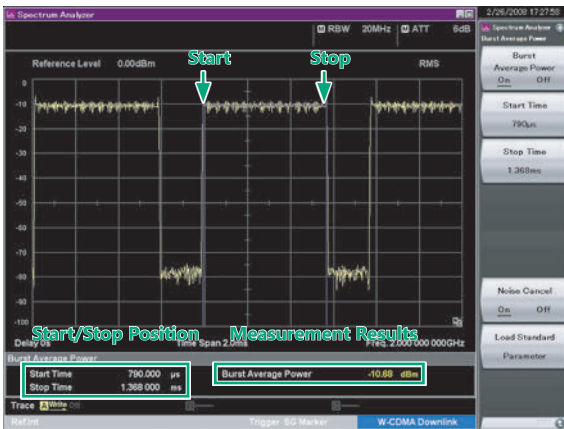 Spectrum Analyzer
2/26/2008 17:27:58
RBW 20MHz ATT 6dB
Spectrum Analyzer
Burst Average Power
Reference Level 0.00dBm
RMS
Start
Stop
Burst
Average Power
On Off
Start Time
790µs
Stop Time
1.368ms
0
-10
-20
-30
-40
-50
-60
-70
-80
-90
-100
Noise Cancel
On Off
Start/Stop Position
Measurement Results
Delay 0s
Time Span 2.0ms
Freq. 2.000 000 000GHz
Load Standard
Parameter
Burst Average Power
Start Time 790.000 µs
Burst Average Power -10.68 dBm
Stop Time 1.368 000 ms
Trace A Write
Ref.Int
Trigger SG Marker
W-CDMA Downlink